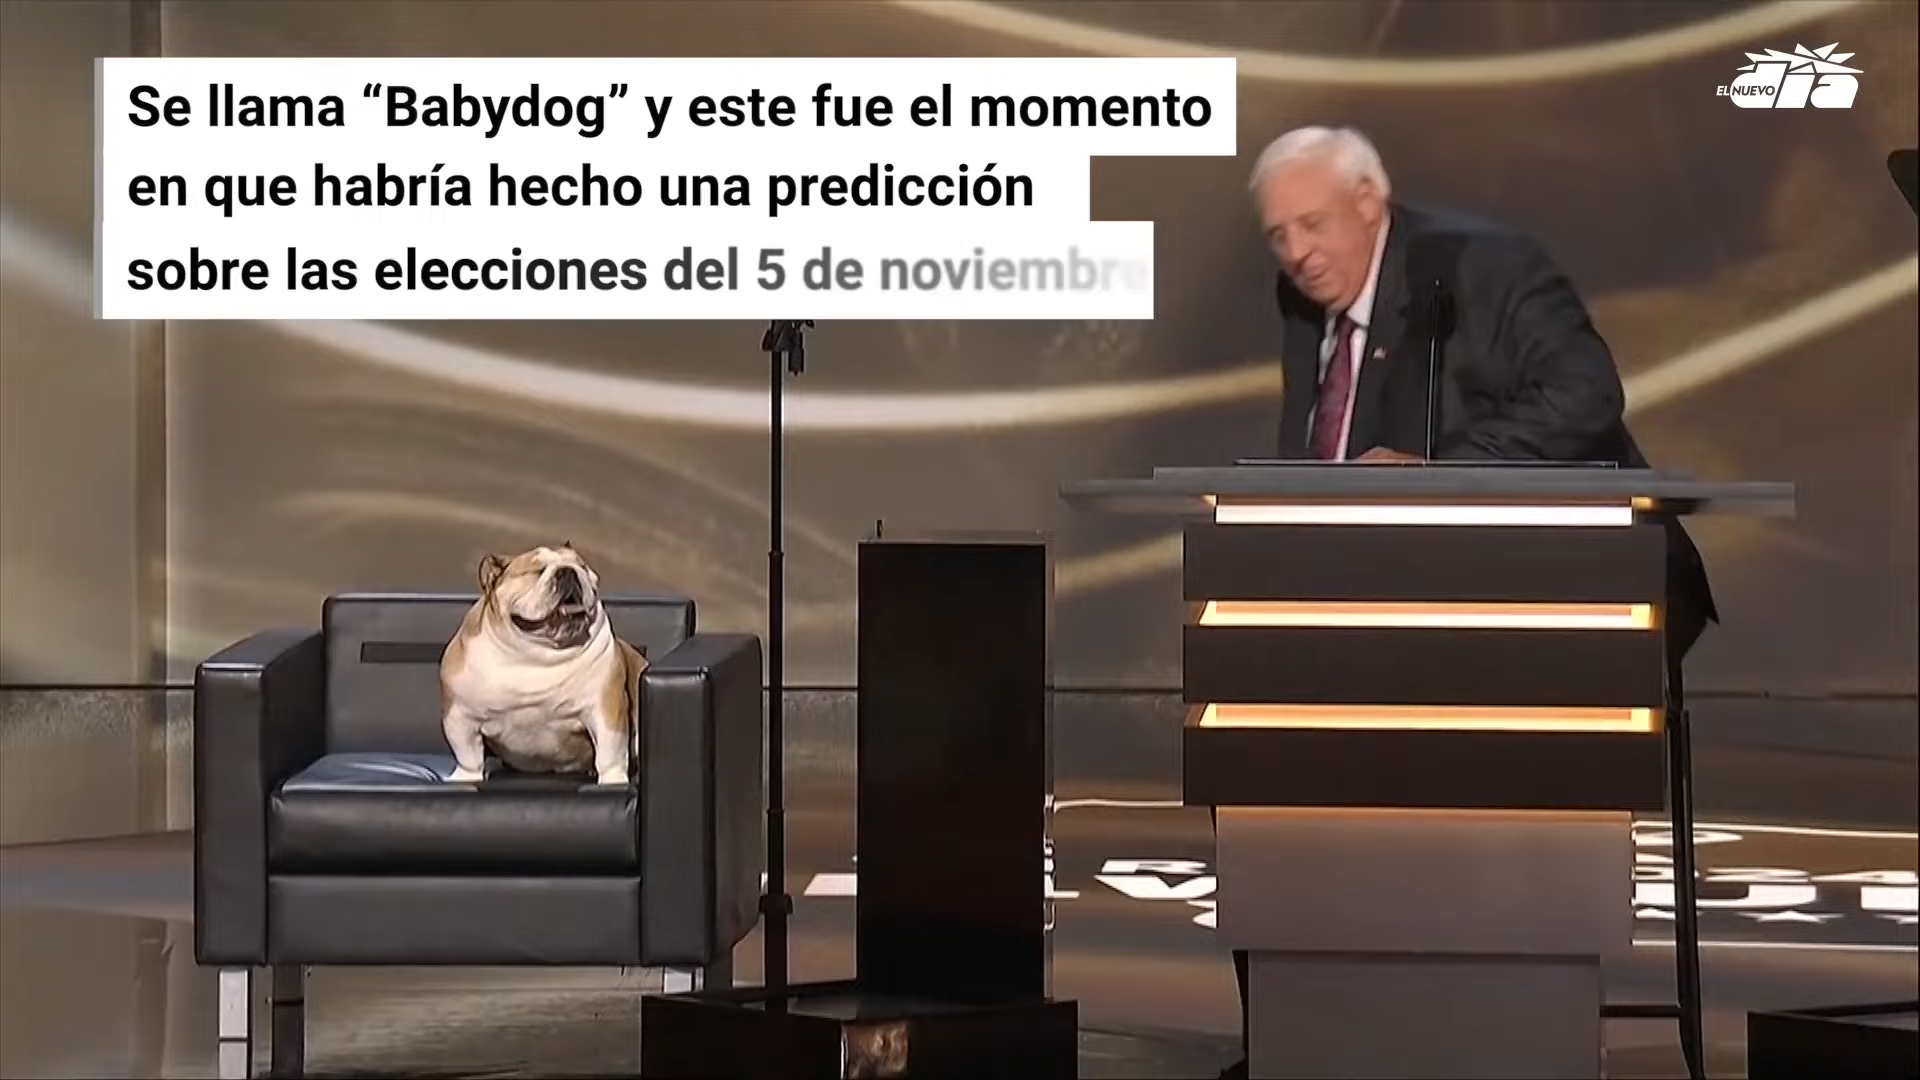 Se llama “Babydog” y este fue el momento
en que habría hecho una predicción
sobre las elecciones del 5 de noviembre
EL NUEVO día